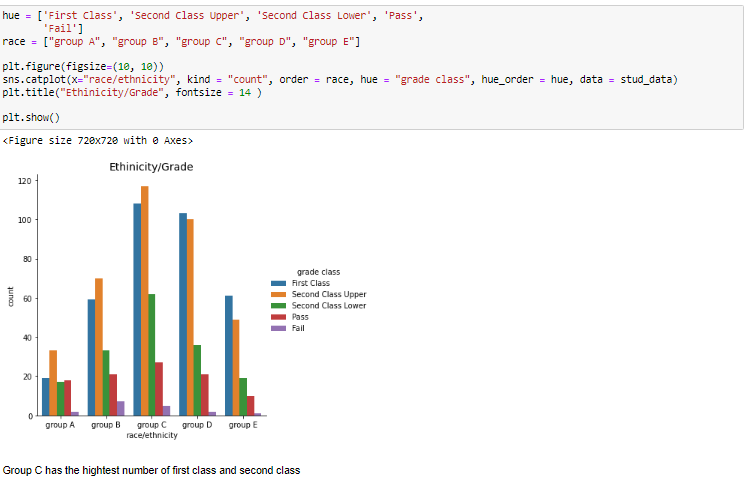 hue = ['First Class', 'Second Class Upper', 'Second Class Lower', 'Pass',
'Fail']
race = ["group A", "group B", "group C", "group D", "group E"]
plt.figure(figsize=(10, 10))
sns.catplot(x="race/ethnicity", kind = "count", order = race, hue = "grade class", hue_order = hue, data = stud_data)
plt.title("Ethinicity/Grade", fontsize = 14 )
plt.show()
<Figure size 720x720 with 0 Axes>
Ethinicity/Grade
120
100
80
60
40
20
0
count
group A group B group C group D group E
race/ethnicity
grade class
First Class
Second Class Upper
Second Class Lower
Pass
Fail
Group C has the hightest number of first class and second class